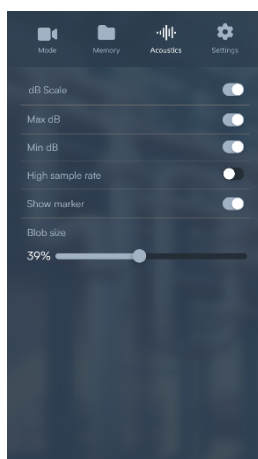 Mode
Memory
Acoustics
Settings
dB Scale
Max dB
Min dB
High sample rate
Show marker
Blob size
39%